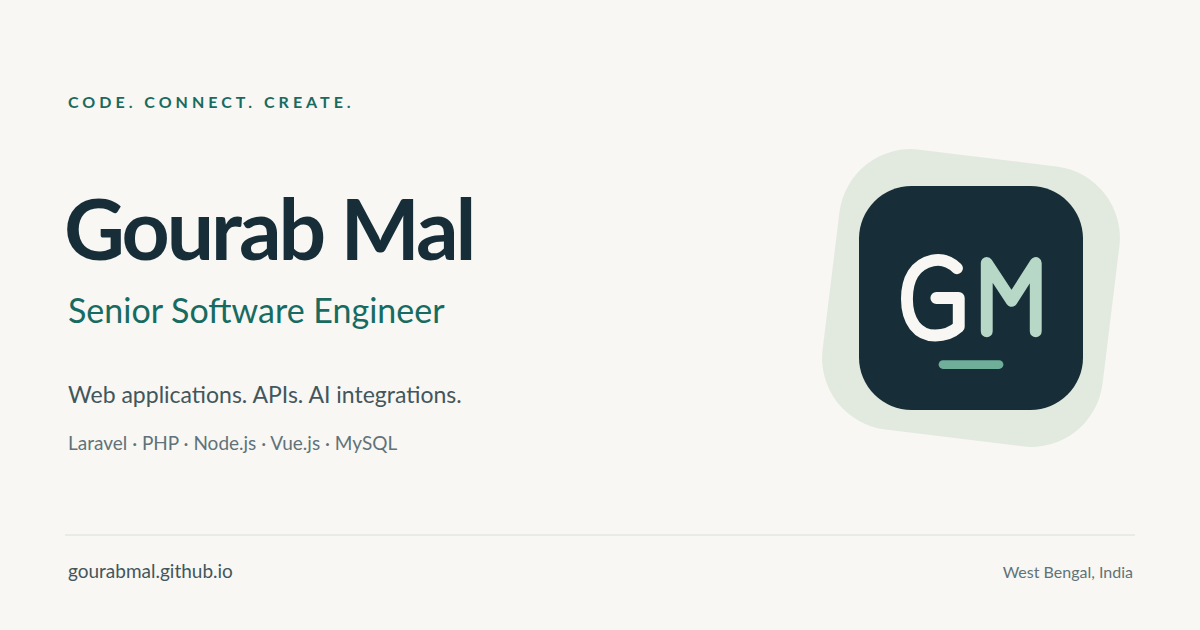 CODE. CONNECT. CREATE.
Gourab Mal
Senior Software Engineer
Web applications. APIs. AI integrations.
Laravel · PHP · Node.js · Vue.js · MySQL
GM
gourabmal.github.io
West Bengal, India